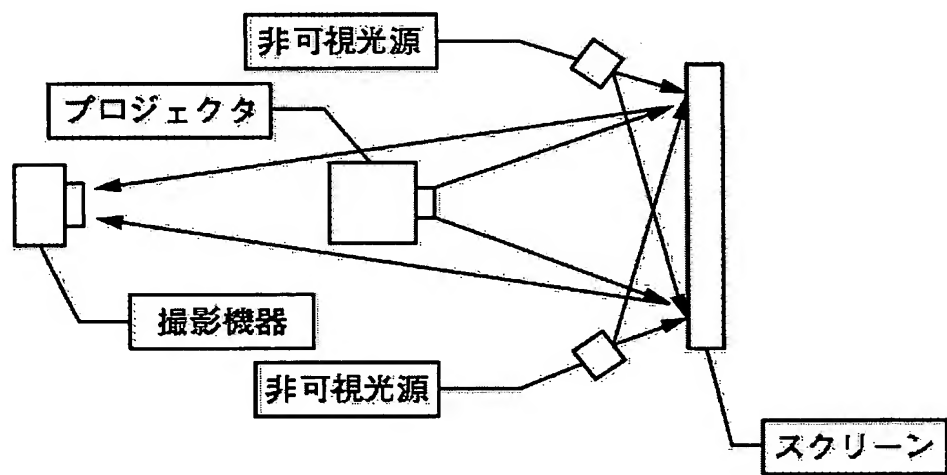 非可視光源
プロジェクタ
撮影機器
非可視光源
スクリーン